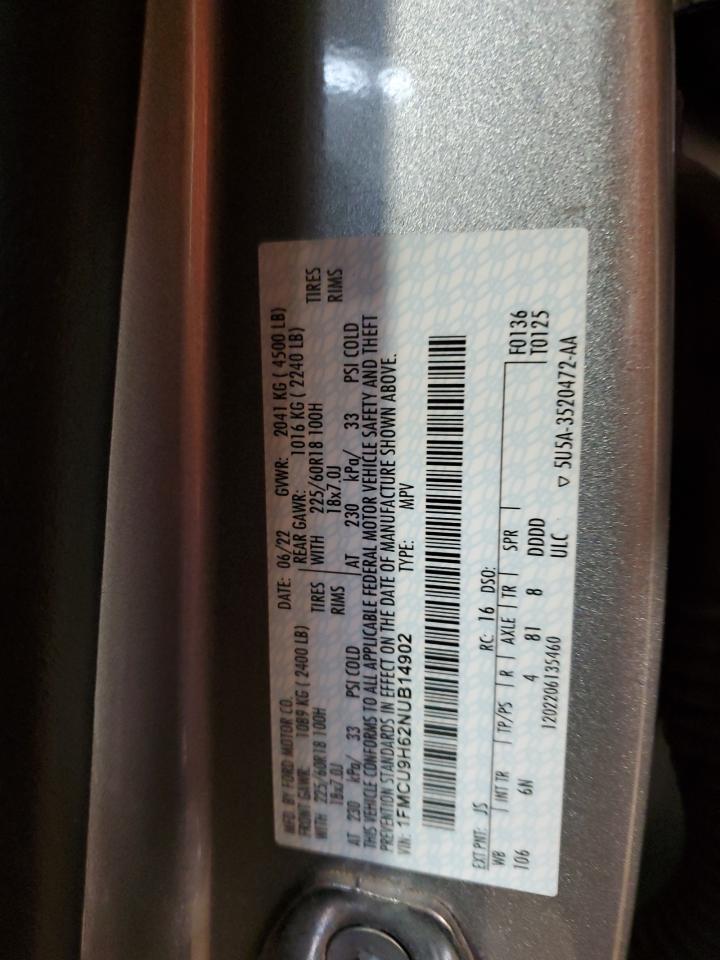 MFD. BY FORD MOTOR CO.
DATE: 06/22 GVWR: 2041 KG ( 4500 LB)
FRONT GAWR: 1089 KG ( 2400 LB) REAR GAWR: 1016 KG ( 2240 LB)
WITH 225/60R18 100H TIRES WITH 225/60R18 100H TIRES
18x7.0J RIMS 18x7.0J RIMS
AT 230 kPa/ 33 PSI COLD AT 230 kPa/ 33 PSI COLD
THIS VEHICLE CONFORMS TO ALL APPLICABLE FEDERAL MOTOR VEHICLE SAFETY AND THEFT
PREVENTION STANDARDS IN EFFECT ON THE DATE OF MANUFACTURE SHOWN ABOVE.
VIN: 1FMCU9H62NUB14902 TYPE: MPV
EXT PNT: JS RC: 16 DSO:
WB INT TR TP/PS R AXLE TR SPR F0136
106 6N 4 81 8 DDDD T0125
1202206135460 ULC ▽ 5U5A-3520472-AA